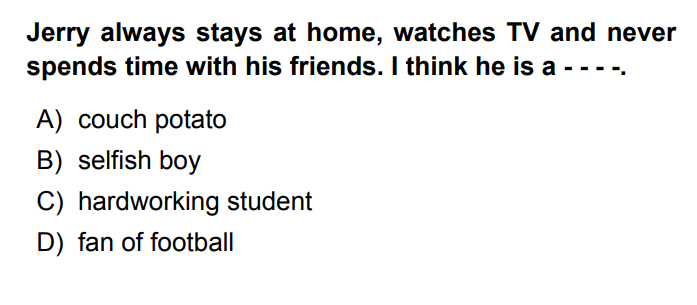 Jerry always stays at home, watches TV and never
spends time with his friends. I think he is a - - - -.
A) couch potato
B) selfish boy
C) hardworking student
D) fan of football